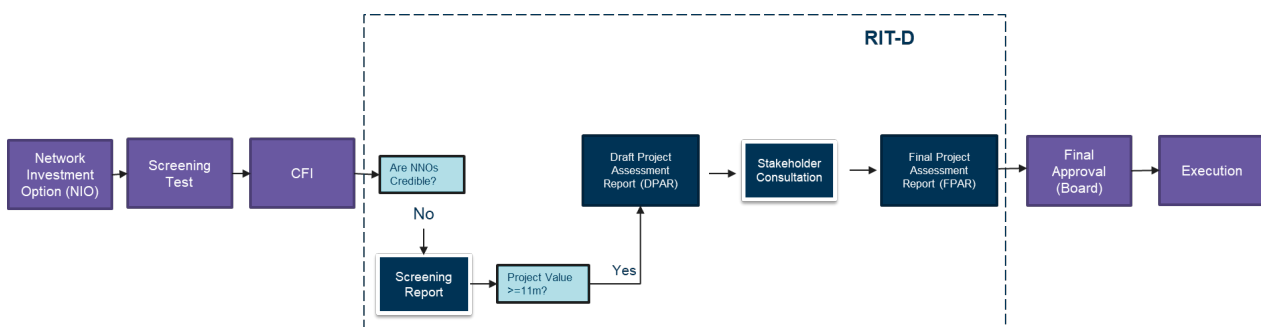 RIT-D
Network
Investment
Option (NIO)
Screening
Test
CFI
Are NNOs
Credible?
No
Screening
Report
Project Value
>=11m?
Yes
Draft Project
Assessment
Report (DPAR)
Stakeholder
Consultation
Final Project
Assessment
Report (FPAR)
Final
Approval
(Board)
Execution